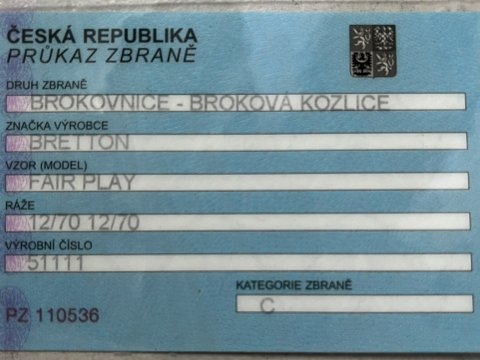 ČESKÁ REPUBLIKA
PRŮKAZ ZBRANĚ
DRUH ZBRANĚ
BROKOVNICE - BROKOVÁ KOZLICE
ZNAČKA VÝROBCE
BRETTON
VZOR (MODEL)
FAIR PLAY
RÁŽE
12/70 12/70
VÝROBNÍ ČÍSLO
51111
KATEGORIE ZBRANĚ
C
PZ 110536